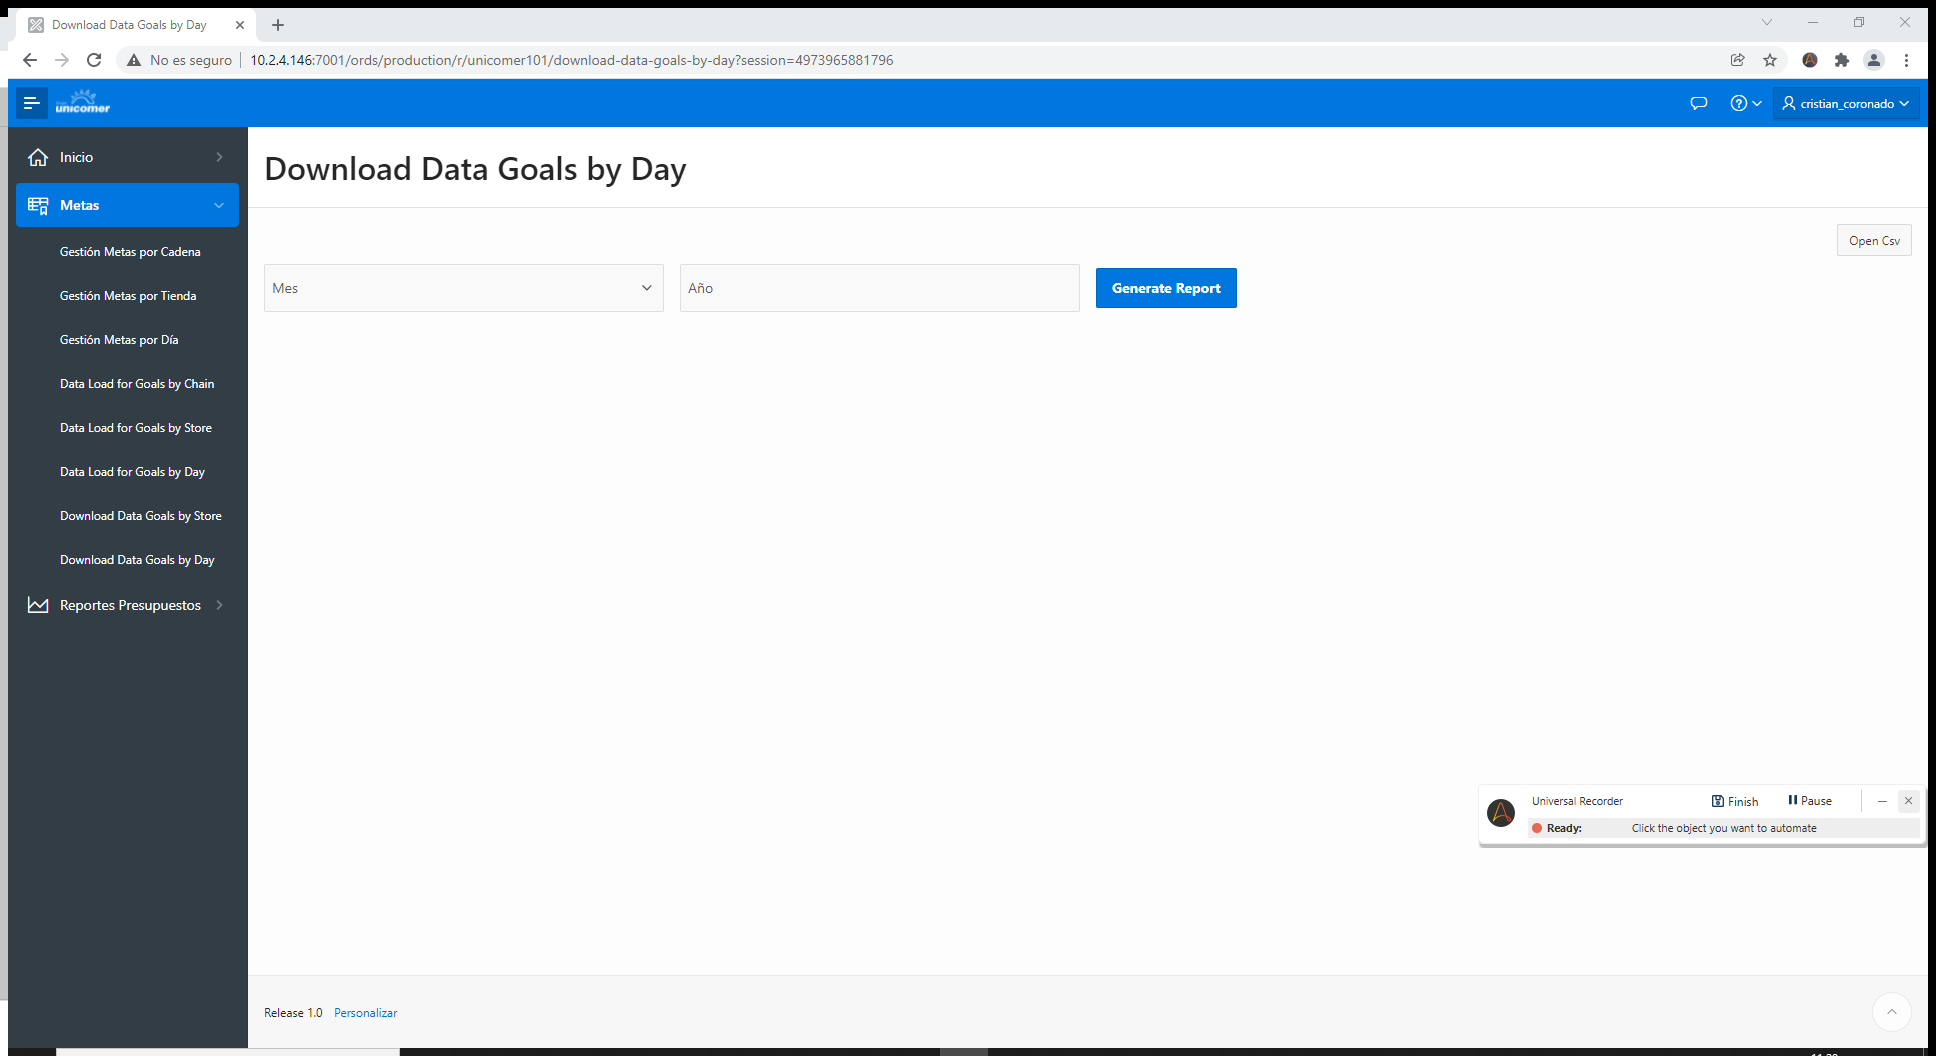 Download Data Goals by Day
No es seguro
10.2.4.146:7001/ords/production/r/unicomer101/download-data-goals-by-day?session=4973965881796
unicomer
cristian_coronado
Inicio
Metas
Gestión Metas por Cadena
Gestión Metas por Tienda
Gestión Metas por Día
Data Load for Goals by Chain
Data Load for Goals by Store
Data Load for Goals by Day
Download Data Goals by Store
Download Data Goals by Day
Reportes Presupuestos
Download Data Goals by Day
Open Csv
Mes
Año
Generate Report
Universal Recorder
Finish
Pause
Ready:
Click the object you want to automate
Release 1.0
Personalizar